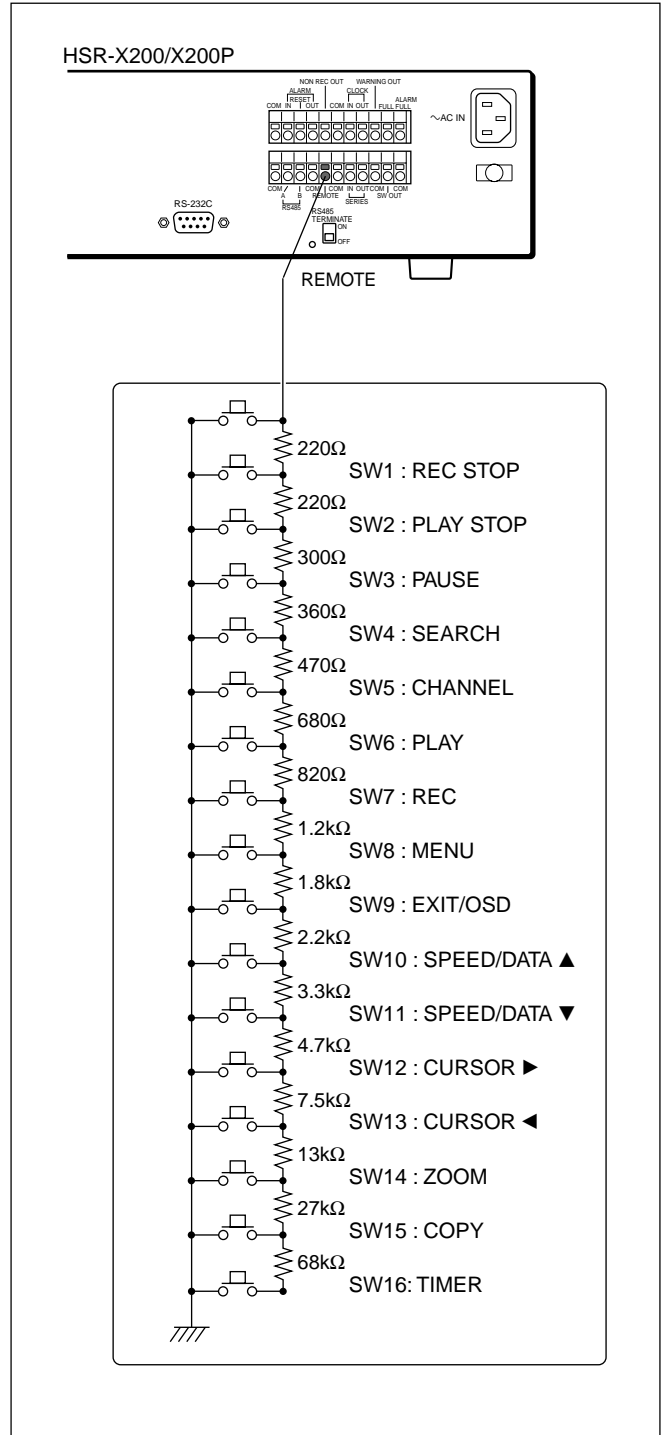 HSR-X200/X200P
NON REC OUT WARNING OUT
ALARM CLOCK
RESET ALARM
COM IN OUT COM IN OUT FULL FULL
~AC IN
COM COM COM IN OUT COM COM
A B REMOTE SW OUT
RS485 SERIES
RS-232C
RS485
TERMINATE
ON
OFF
REMOTE
220Ω
SW1 : REC STOP
220Ω
SW2 : PLAY STOP
300Ω
SW3 : PAUSE
360Ω
SW4 : SEARCH
470Ω
SW5 : CHANNEL
680Ω
SW6 : PLAY
820Ω
SW7 : REC
1.2kΩ
SW8 : MENU
1.8kΩ
SW9 : EXIT/OSD
2.2kΩ
SW10 : SPEED/DATA ▲
3.3kΩ
SW11 : SPEED/DATA ▼
4.7kΩ
SW12 : CURSOR ▶
7.5kΩ
SW13 : CURSOR ◀
13kΩ
SW14 : ZOOM
27kΩ
SW15 : COPY
68kΩ
SW16: TIMER